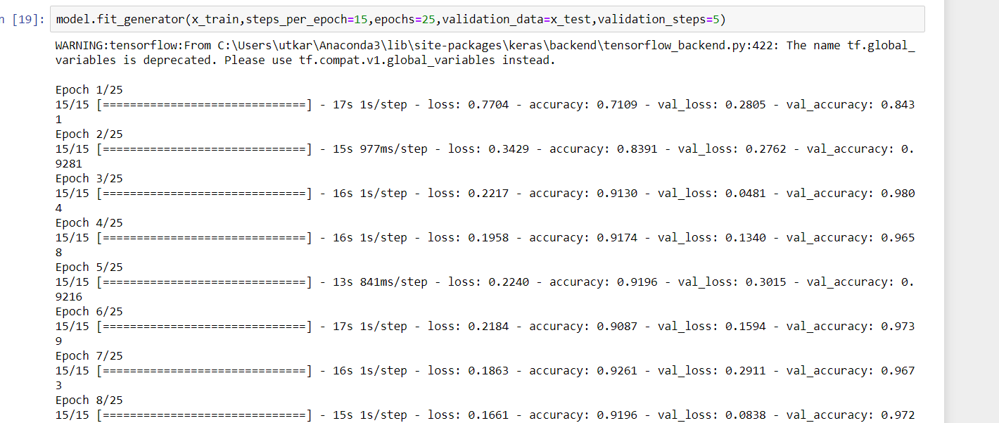 n [19]: model.fit_generator(x_train,steps_per_epoch=15,epochs=25,validation_data=x_test,validation_steps=5)
WARNING:tensorflow:From C:\Users\utkar\Anaconda3\lib\site-packages\keras\backend\tensorflow_backend.py:422: The name tf.global_
variables is deprecated. Please use tf.compat.v1.global_variables instead.
Epoch 1/25
15/15 [==============================] - 17s 1s/step - loss: 0.7704 - accuracy: 0.7109 - val_loss: 0.2805 - val_accuracy: 0.843
1
Epoch 2/25
15/15 [==============================] - 15s 977ms/step - loss: 0.3429 - accuracy: 0.8391 - val_loss: 0.2762 - val_accuracy: 0.
9281
Epoch 3/25
15/15 [==============================] - 16s 1s/step - loss: 0.2217 - accuracy: 0.9130 - val_loss: 0.0481 - val_accuracy: 0.980
4
Epoch 4/25
15/15 [==============================] - 16s 1s/step - loss: 0.1958 - accuracy: 0.9174 - val_loss: 0.1340 - val_accuracy: 0.965
8
Epoch 5/25
15/15 [==============================] - 13s 841ms/step - loss: 0.2240 - accuracy: 0.9196 - val_loss: 0.3015 - val_accuracy: 0.
9216
Epoch 6/25
15/15 [==============================] - 17s 1s/step - loss: 0.2184 - accuracy: 0.9087 - val_loss: 0.1594 - val_accuracy: 0.973
9
Epoch 7/25
15/15 [==============================] - 16s 1s/step - loss: 0.1863 - accuracy: 0.9261 - val_loss: 0.2911 - val_accuracy: 0.967
3
Epoch 8/25
15/15 [==============================] - 15s 1s/step - loss: 0.1661 - accuracy: 0.9196 - val_loss: 0.0838 - val_accuracy: 0.972